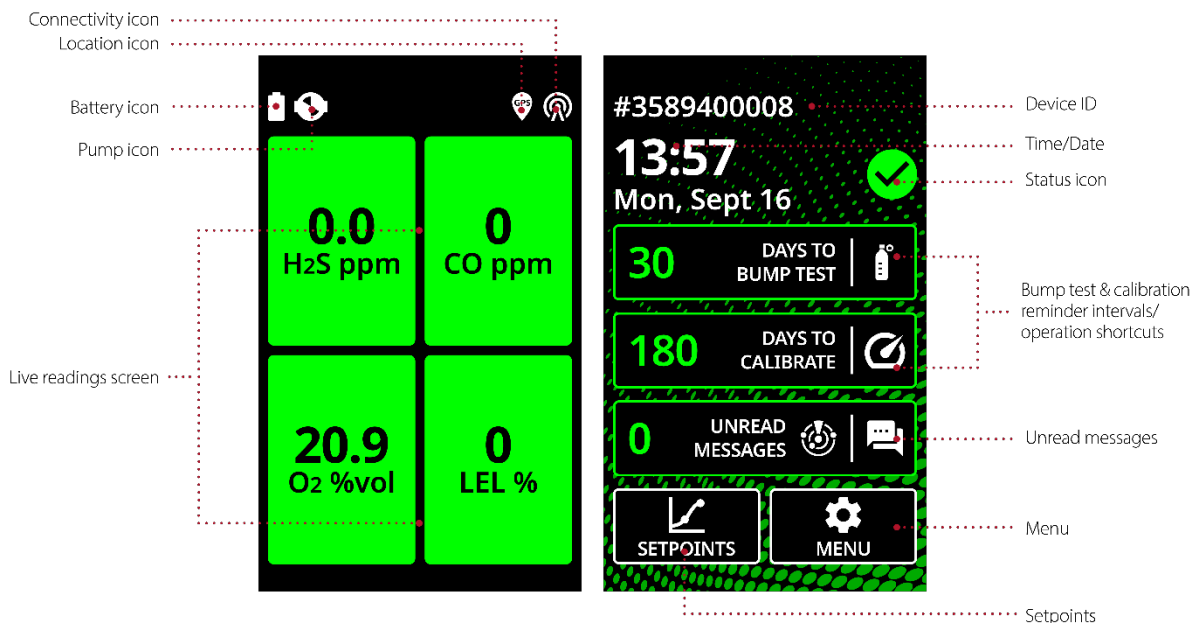 Connectivity icon
Location icon
Battery icon
Pump icon
Live readings screen
GPS
0.0
H2S ppm
0
CO ppm
20.9
O2 %vol
0
LEL %
#3589400008
13:57
Mon, Sept 16
30
DAYS TO
BUMP TEST
180
DAYS TO
CALIBRATE
0
UNREAD
MESSAGES
SETPOINTS
MENU
Device ID
Time/Date
Status icon
Bump test & calibration
reminder intervals/
operation shortcuts
Unread messages
Menu
Setpoints